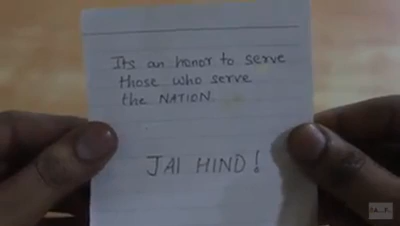 Its an honor to serve
those who serve
the NATION.
JAI HIND!